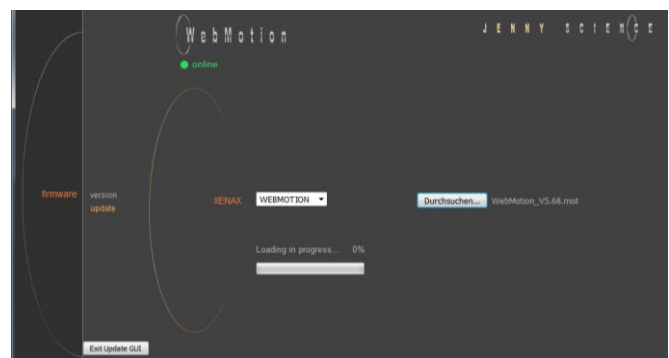 WebMotion
JENNY SCIENCE
online
firmware
version
update
XENAX
WEBMOTION
Durchsuchen...
WebMotion_V5.68.mot
Loading in progress... 0%
Exit Update GUI